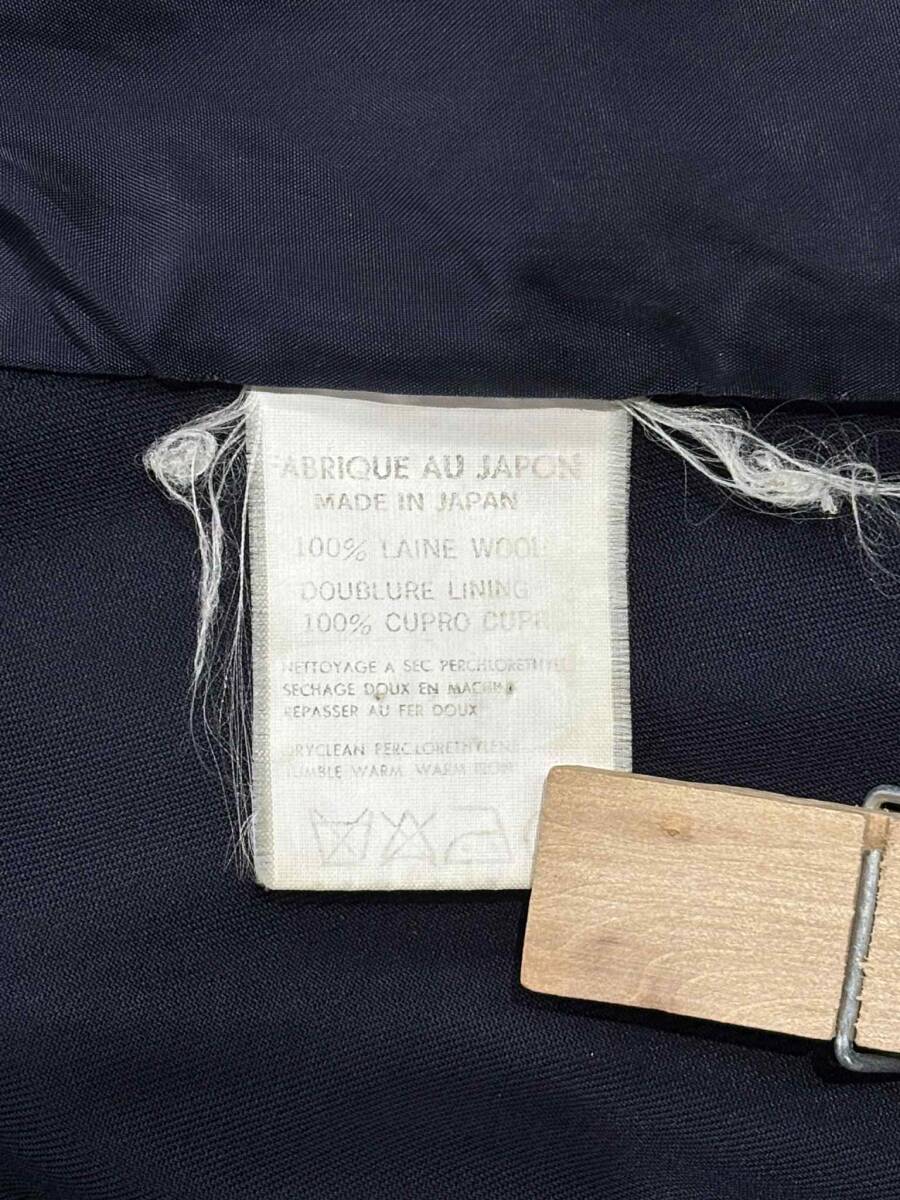 FABRIQUE AU JAPON
MADE IN JAPAN
100% LAINE WOOL
DOUBLURE LINING
100% CUPRO CUPR
NETTOYAGE A SEC PERCHLORETHYLE
SECHAGE DOUX EN MACHINE
REPASSER AU FER DOUX
DRYCLEAN PERCLORETHYLENE
TUMBLE WARM WARM IRON